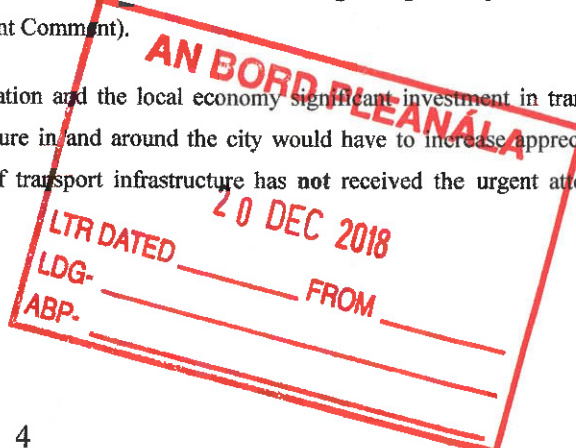 nt Comment).
AN BORD PLEANÁLA
ation and the local economy significant investment in tran
ure in and around the city would have to increase apprec
f transport infrastructure has not received the urgent atte
20 DEC 2018
LTR DATED FROM
LDG-
ABP-
4